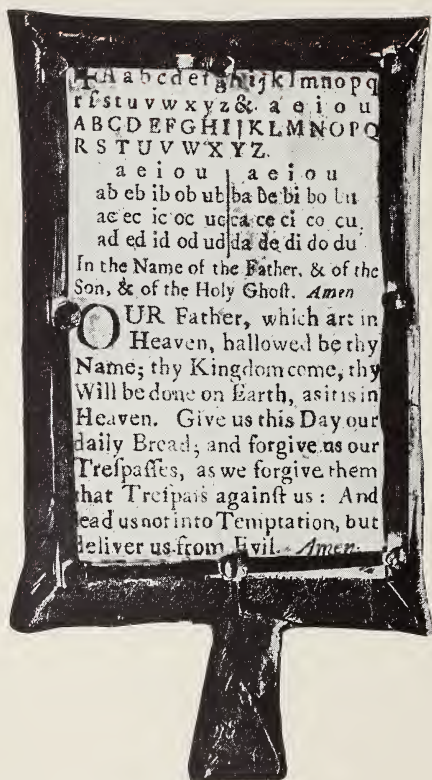 ✠ A a b c d e f g h i j k l m n o p q
r ſ s t u v w x y z & . a e i o u
A B C D E F G H I J K L M N O P Q
R S T U V W X Y Z.
a e i o u | a e i o u
ab eb ib ob ub | ba be bi bo bu
ac ec ic oc uc | ca ce ci co cu
ad ed id od ud | da de di do du
In the Name of the Father, & of the
Son, & of the Holy Ghoſt. Amen
OUR Father, which art in
Heaven, hallowed be thy
Name; thy Kingdom come, thy
Will be done on Earth, as it is in
Heaven. Give us this Day our
daily Bread; and forgive us our
Treſpaſſes, as we forgive them
that Treſpaſs againſt us : And
lead us not into Temptation, but
deliver us from Evil. Amen.